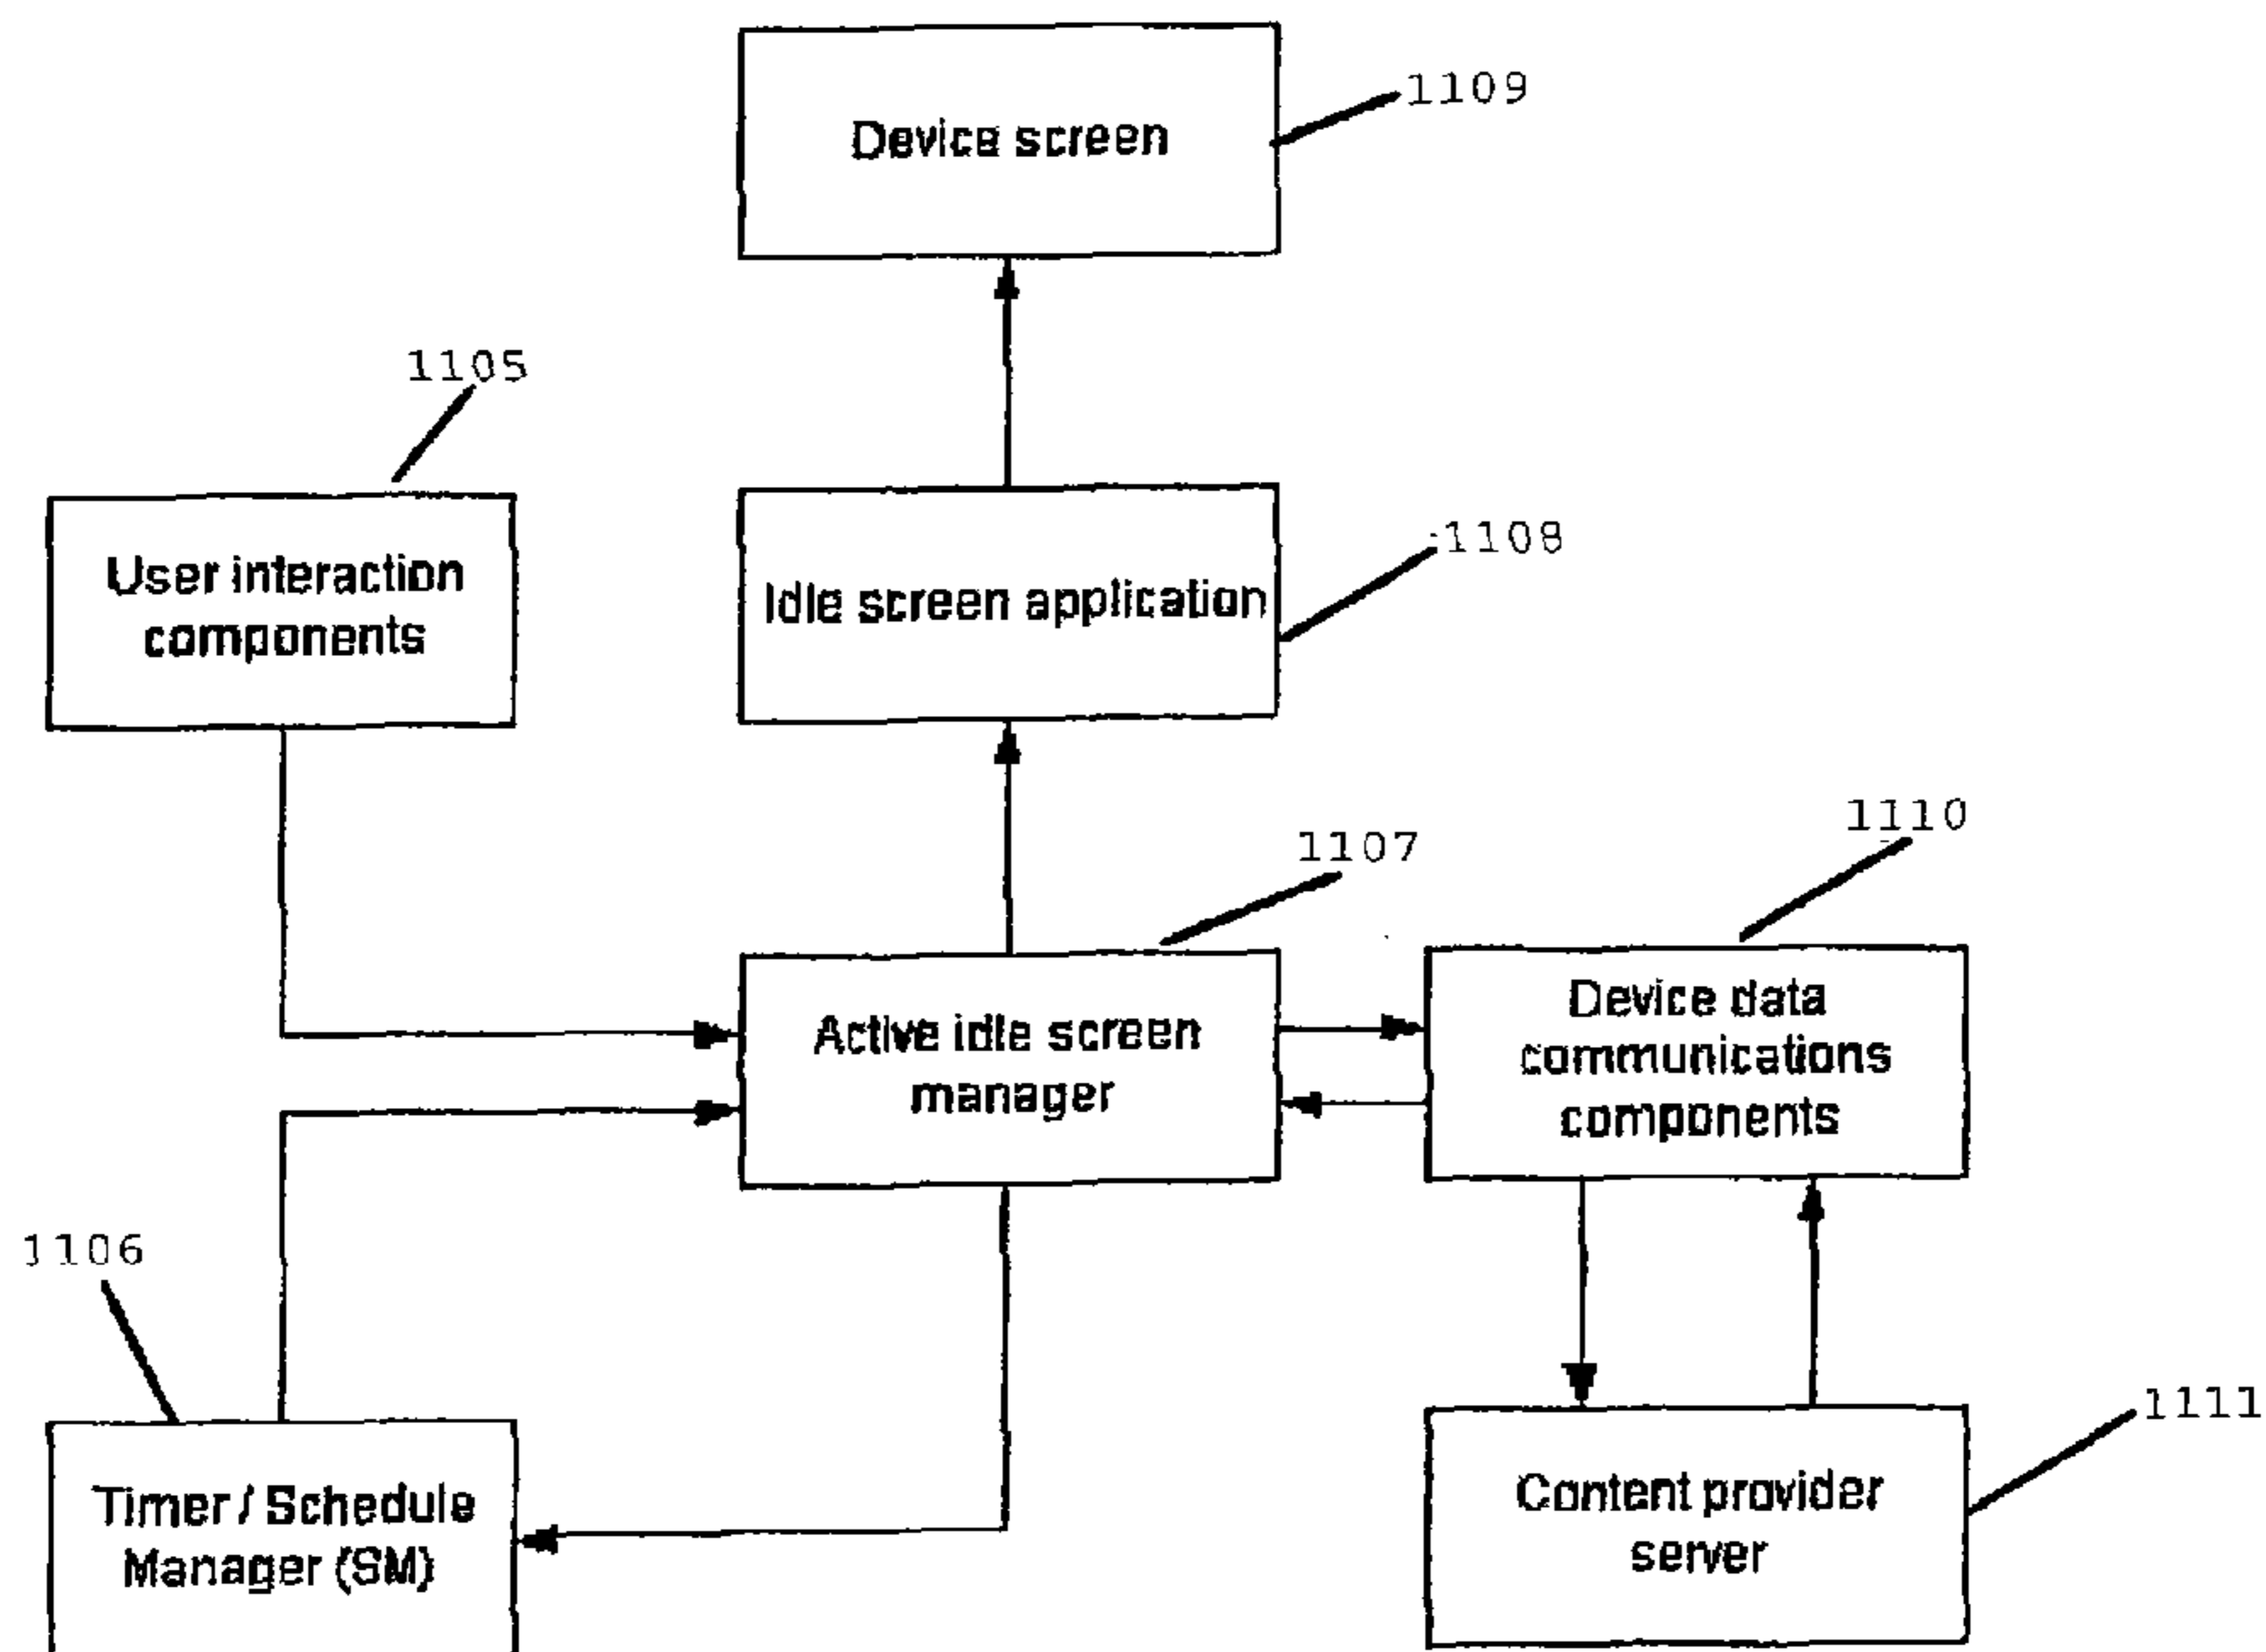 1109
Device screen
1105
1108
User interaction
components
Idle screen application
1107
1110
Active idle screen
manager
Device data
communications
components
1106
1111
Timer / Schedule
Manager (SM)
Content provider
server